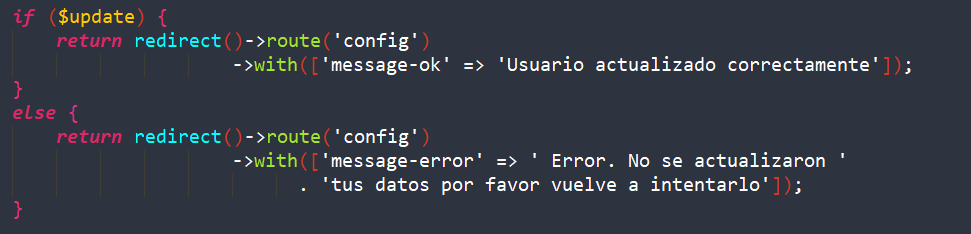 if ($update) {
    return redirect()->route('config')
                    ->with(['message-ok' => 'Usuario actualizado correctamente']);
}
else {
    return redirect()->route('config')
                    ->with(['message-error' => ' Error. No se actualizaron '
                          . 'tus datos por favor vuelve a intentarlo']);
}